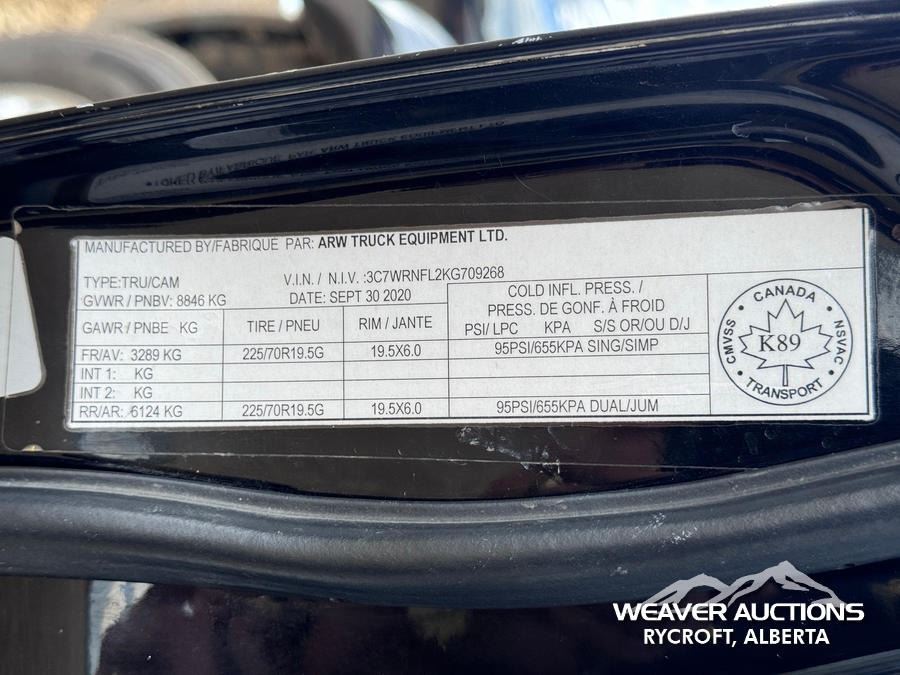 MANUFACTURED BY/FABRIQUE PAR: ARW TRUCK EQUIPMENT LTD.
TYPE:TRU/CAM V.I.N. / N.I.V. :3C7WRNFL2KG709268
GVWR / PNBV: 8846 KG DATE: SEPT 30 2020
COLD INFL. PRESS. /
PRESS. DE GONF. À FROID
GAWR / PNBE KG TIRE / PNEU RIM / JANTE PSI/ LPC KPA S/S OR/OU D/J
FR/AV: 3289 KG 225/70R19.5G 19.5X6.0 95PSI/655KPA SING/SIMP
INT 1: KG
INT 2: KG
RR/AR: 6124 KG 225/70R19.5G 19.5X6.0 95PSI/655KPA DUAL/JUM
CANADA
CMVSS K89 NSVAC
TRANSPORT
WEAVER AUCTIONS
RYCROFT, ALBERTA